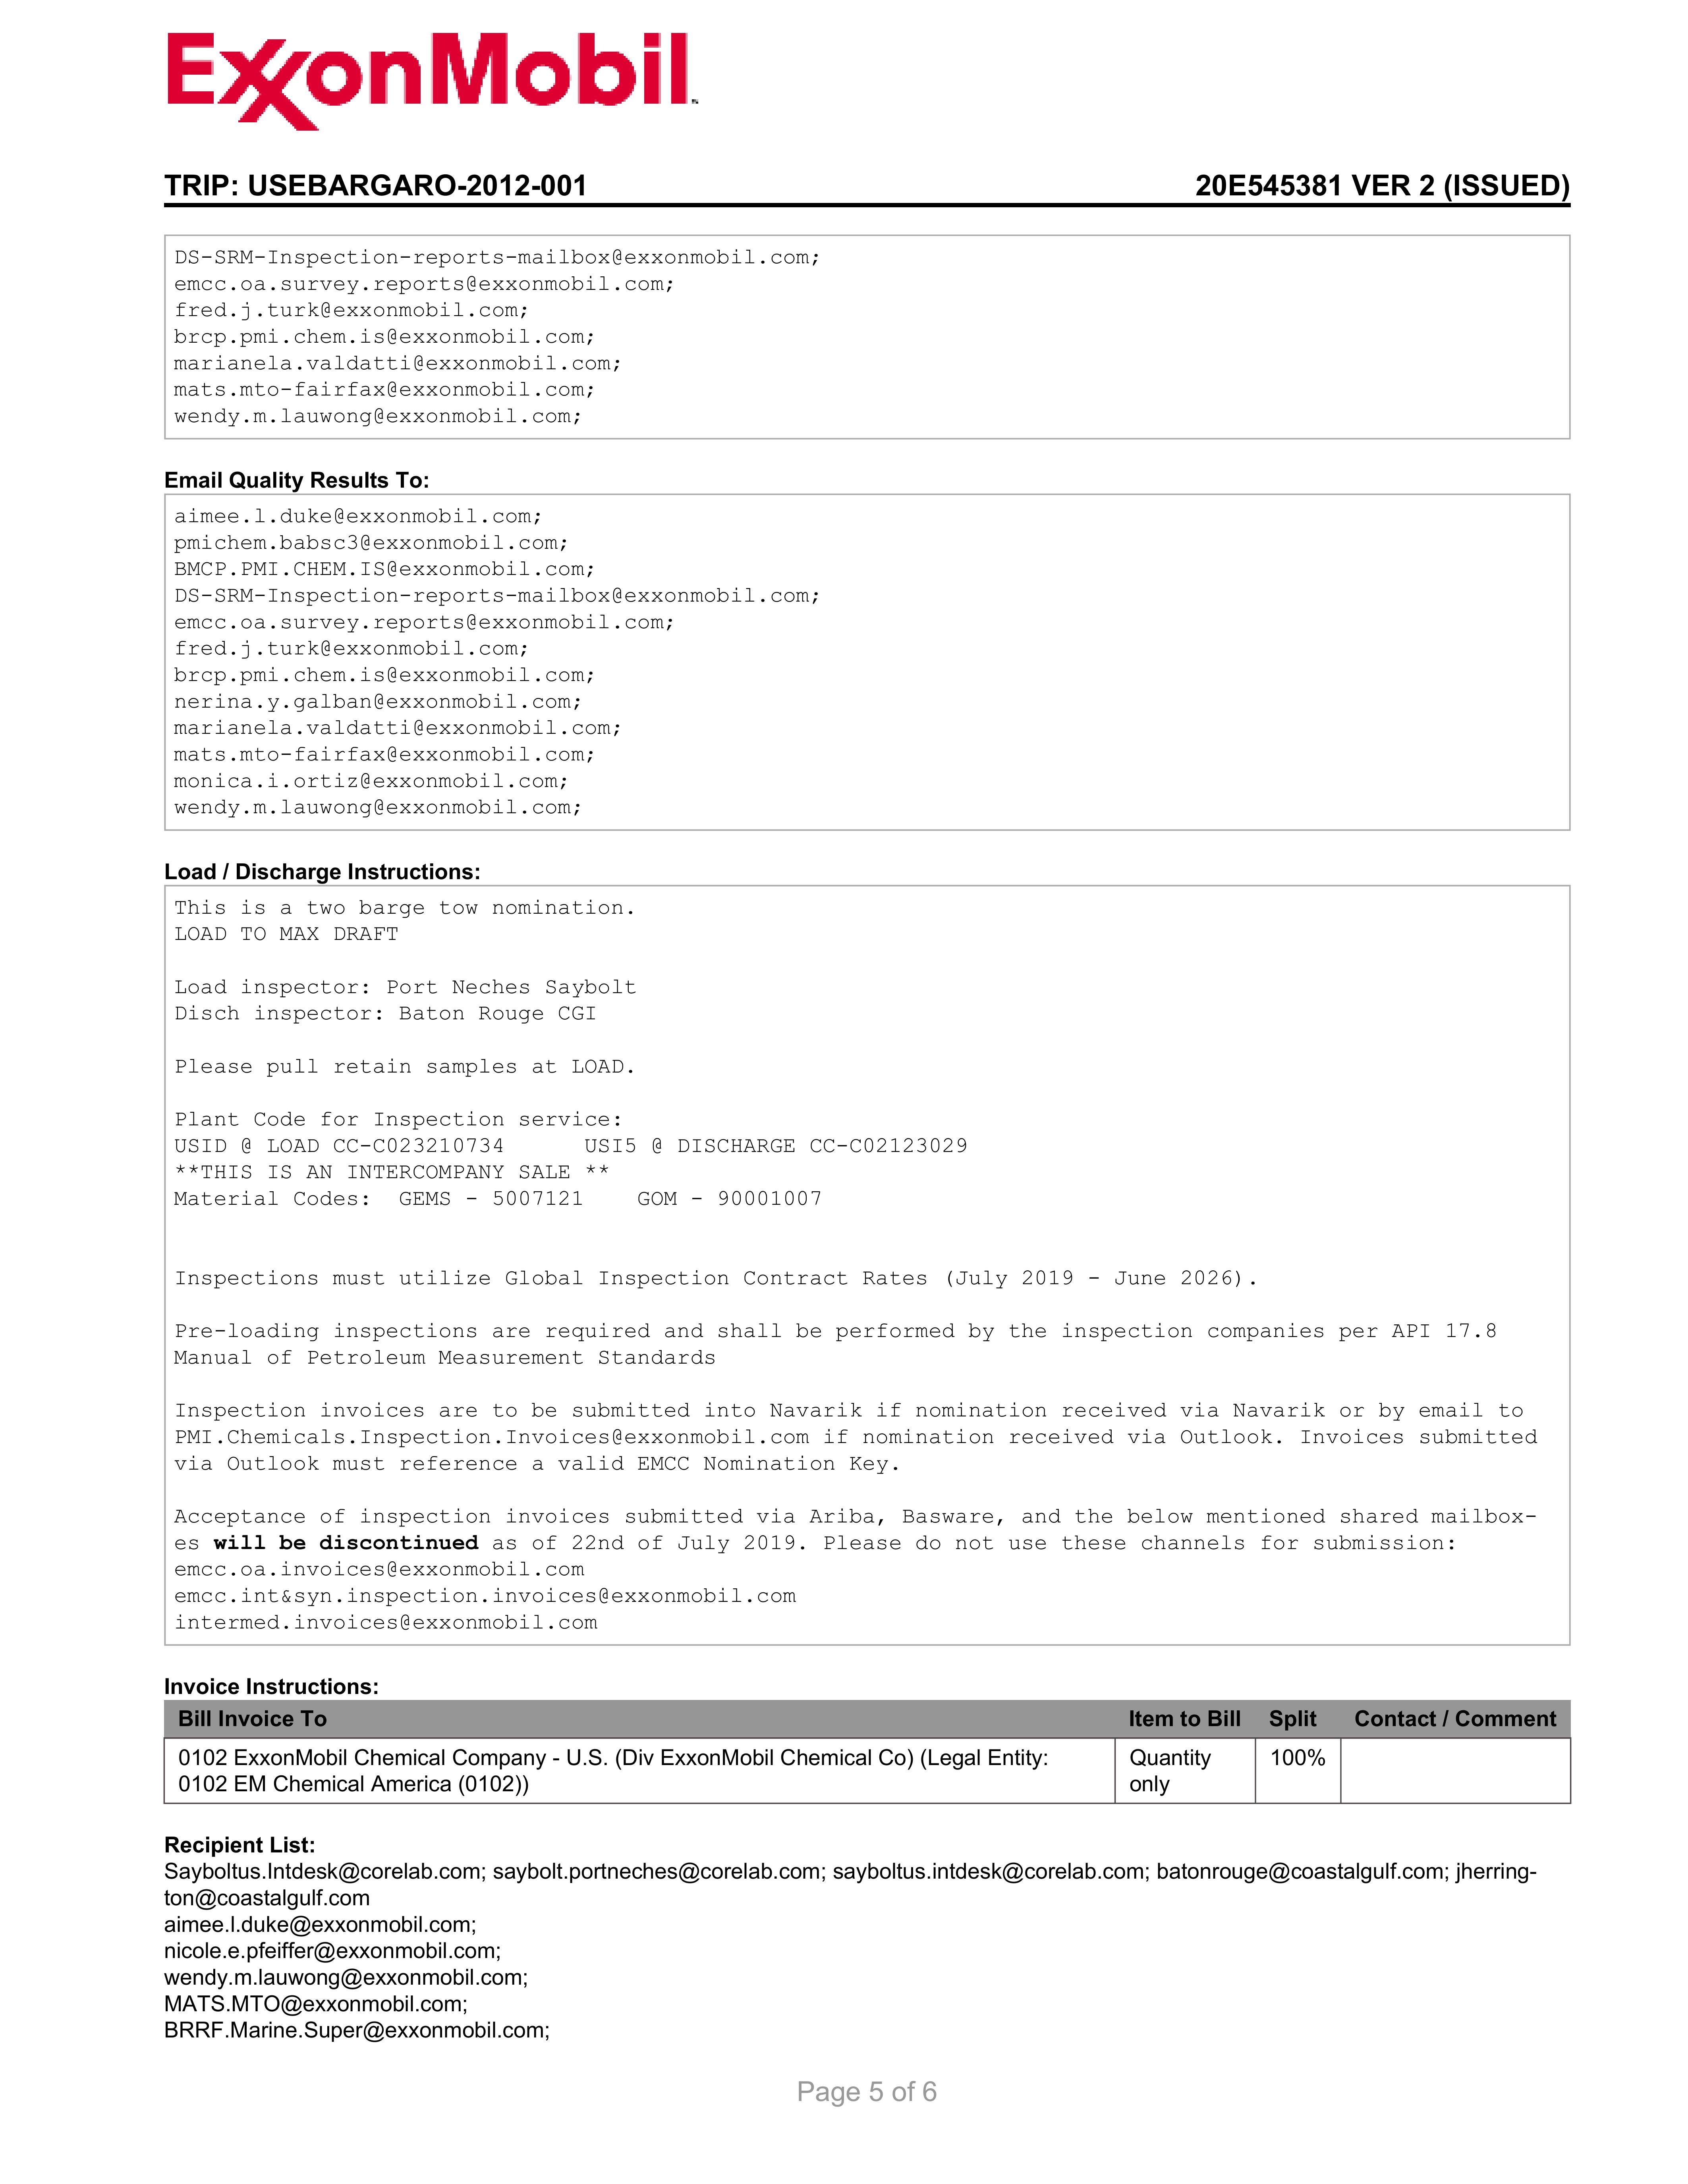 ExxonMobil
TRIP: USEBARGARO-2012-001 20E545381 VER 2 (ISSUED)
DS-SRM-Inspection-reports-mailbox@exxonmobil.com;
emcc.oa.survey.reports@exxonmobil.com;
fred.j.turk@exxonmobil.com;
brcp.pmi.chem.is@exxonmobil.com;
marianela.valdatti@exxonmobil.com;
mats.mto-fairfax@exxonmobil.com;
wendy.m.lauwong@exxonmobil.com;
Email Quality Results To:
aimee.l.duke@exxonmobil.com;
pmichem.babsc3@exxonmobil.com;
BMCP.PMI.CHEM.IS@exxonmobil.com;
DS-SRM-Inspection-reports-mailbox@exxonmobil.com;
emcc.oa.survey.reports@exxonmobil.com;
fred.j.turk@exxonmobil.com;
brcp.pmi.chem.is@exxonmobil.com;
nerina.y.galban@exxonmobil.com;
marianela.valdatti@exxonmobil.com;
mats.mto-fairfax@exxonmobil.com;
monica.i.ortiz@exxonmobil.com;
wendy.m.lauwong@exxonmobil.com;
Load / Discharge Instructions:
This is a two barge tow nomination.
LOAD TO MAX DRAFT
Load inspector: Port Neches Saybolt
Disch inspector: Baton Rouge CGI
Please pull retain samples at LOAD.
Plant Code for Inspection service:
USID @ LOAD CC-C023210734 USI5 @ DISCHARGE CC-C02123029
**THIS IS AN INTERCOMPANY SALE **
Material Codes: GEMS - 5007121 GOM - 90001007
Inspections must utilize Global Inspection Contract Rates (July 2019 - June 2026).
Pre-loading inspections are required and shall be performed by the inspection companies per API 17.8
Manual of Petroleum Measurement Standards
Inspection invoices are to be submitted into Navarik if nomination received via Navarik or by email to
PMI.Chemicals.Inspection.Invoices@exxonmobil.com if nomination received via Outlook. Invoices submitted
via Outlook must reference a valid EMCC Nomination Key.
Acceptance of inspection invoices submitted via Ariba, Basware, and the below mentioned shared mailbox-
es will be discontinued as of 22nd of July 2019. Please do not use these channels for submission:
emcc.oa.invoices@exxonmobil.com
emcc.int&syn.inspection.invoices@exxonmobil.com
intermed.invoices@exxonmobil.com
Invoice Instructions:
Bill Invoice To Item to Bill Split Contact / Comment
0102 ExxonMobil Chemical Company - U.S. (Div ExxonMobil Chemical Co) (Legal Entity: Quantity 100%
0102 EM Chemical America (0102)) only
Recipient List:
Sayboltus.Intdesk@corelab.com; saybolt.portneches@corelab.com; sayboltus.intdesk@corelab.com; batonrouge@coastalgulf.com; jherring-
ton@coastalgulf.com
aimee.l.duke@exxonmobil.com;
nicole.e.pfeiffer@exxonmobil.com;
wendy.m.lauwong@exxonmobil.com;
MATS.MTO@exxonmobil.com;
BRRF.Marine.Super@exxonmobil.com;
Page 5 of 6